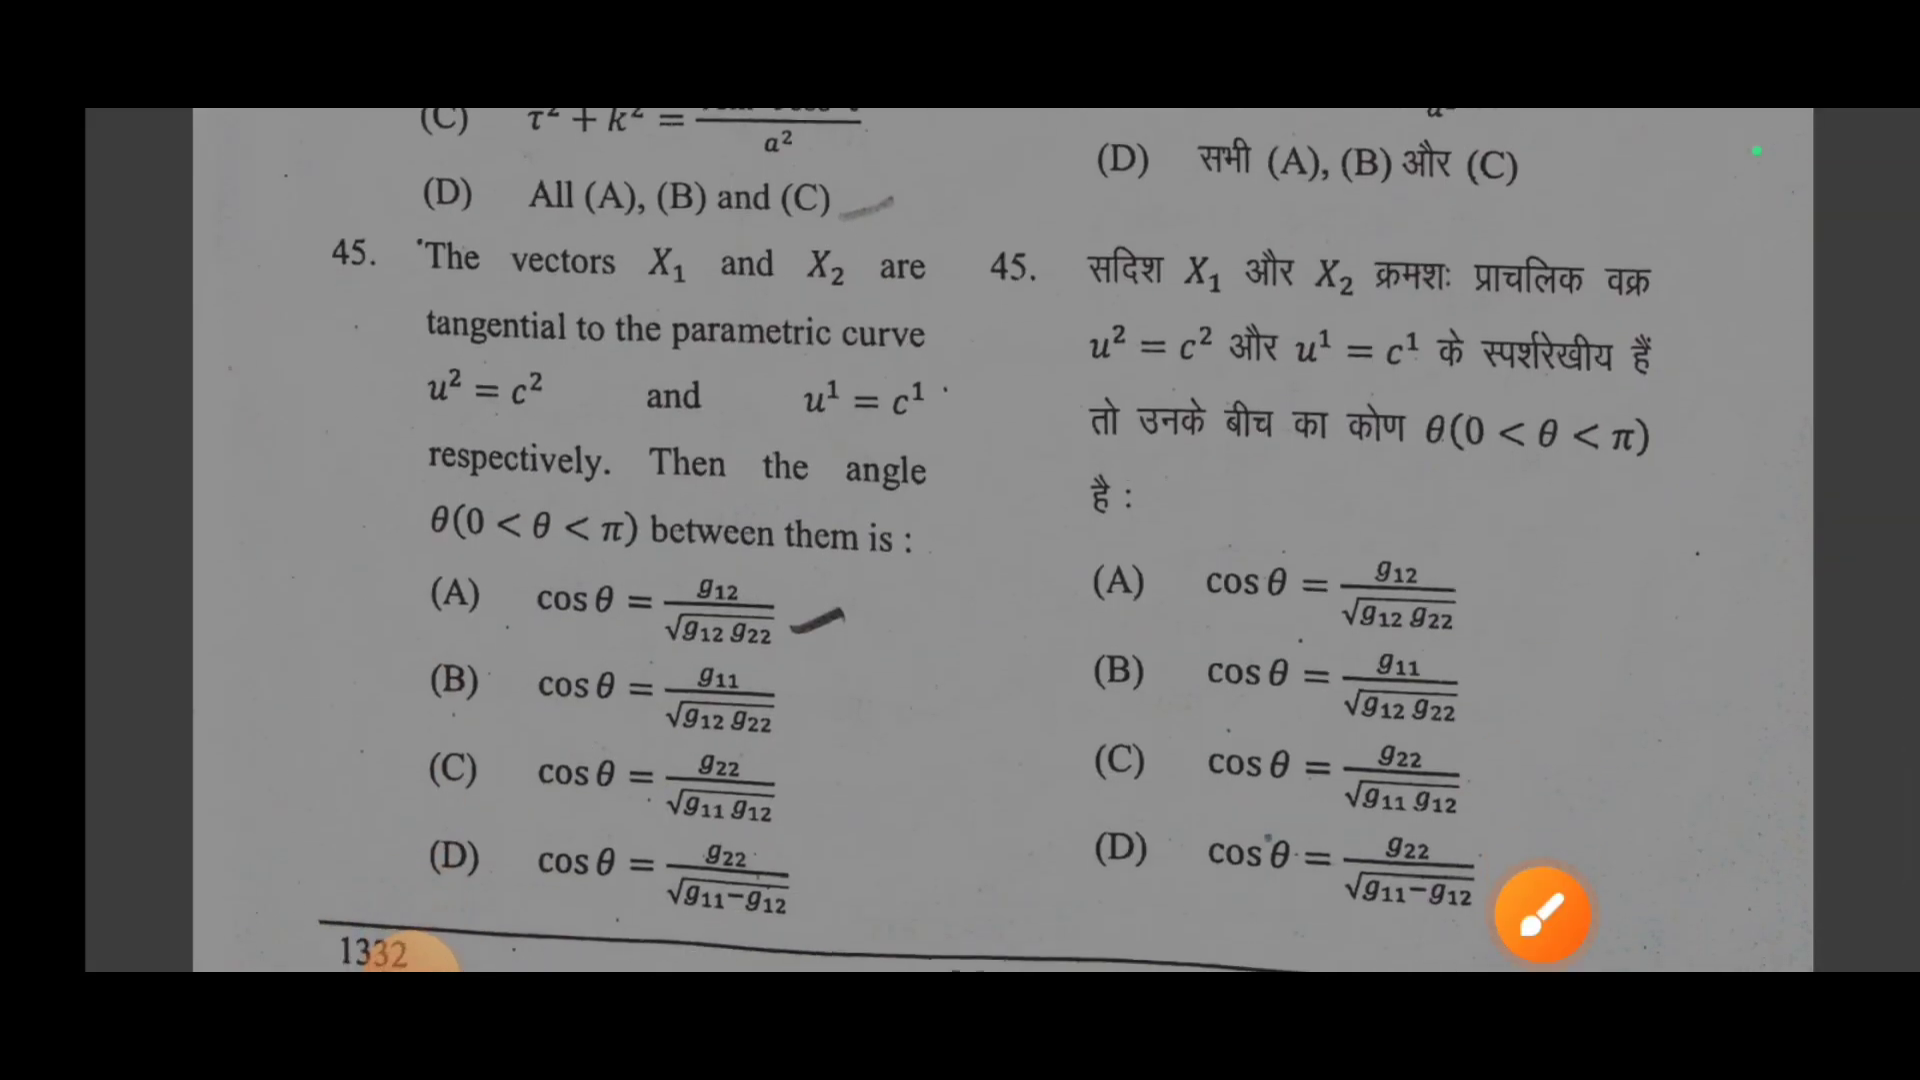 (C) τ² + k² =
a²
(D) All (A), (B) and (C)
45. The vectors X₁ and X₂ are
tangential to the parametric curve
u² = c² and u¹ = c¹
respectively. Then the angle
θ(0 < θ < π) between them is :
(A) cos θ = g₁₂ / √g₁₂ g₂₂
(B) cos θ = g₁₁ / √g₁₂ g₂₂
(C) cos θ = g₂₂ / √g₁₁ g₁₂
(D) cos θ = g₂₂ / √g₁₁−g₁₂
1332
(D) सभी (A), (B) और (C)
45. सदिश X₁ और X₂ क्रमशः प्राचलिक वक्र
u² = c² और u¹ = c¹ के स्पर्शरेखीय हैं
तो उनके बीच का कोण θ(0 < θ < π)
है :
(A) cos θ = g₁₂ / √g₁₂ g₂₂
(B) cos θ = g₁₁ / √g₁₂ g₂₂
(C) cos θ = g₂₂ / √g₁₁ g₁₂
(D) cos θ = g₂₂ / √g₁₁−g₁₂